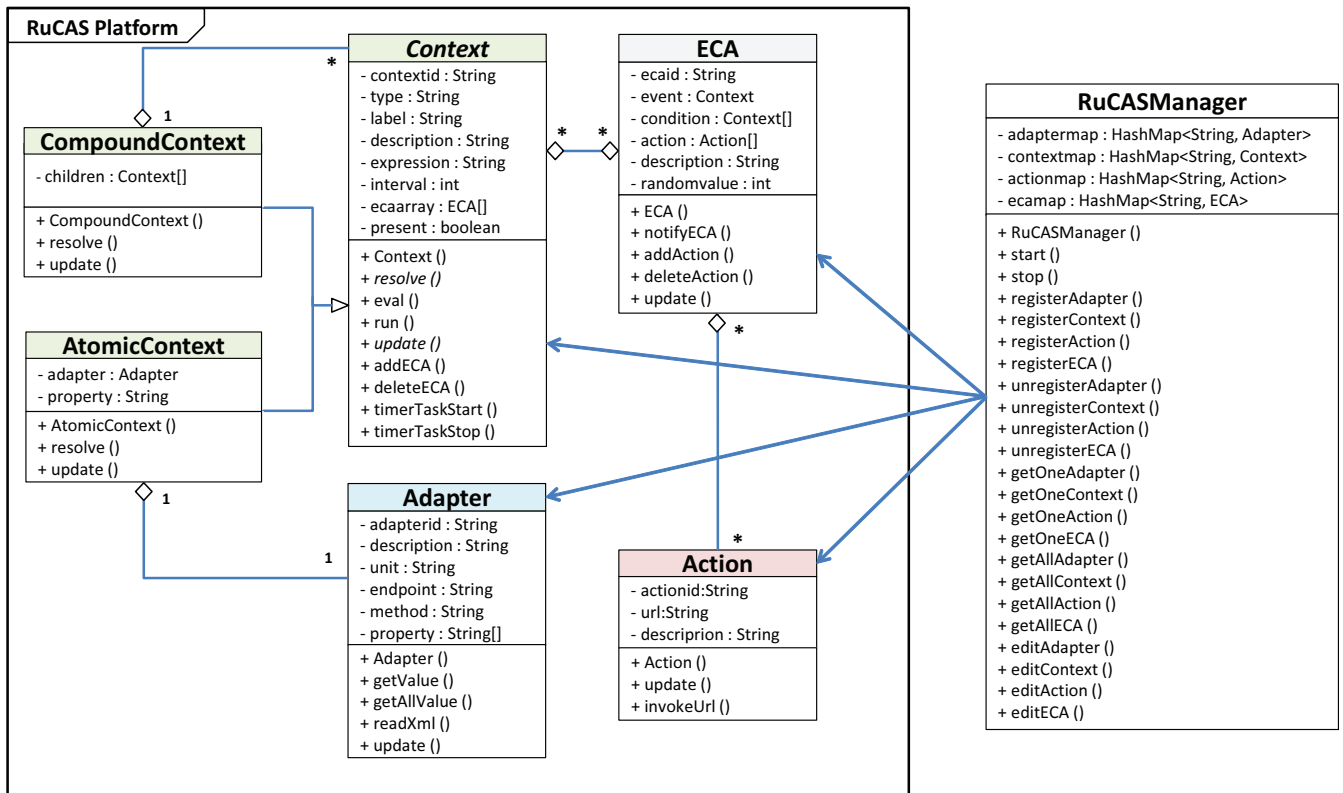 RuCAS Platform
CompoundContext
- children : Context[]
+ CompoundContext ()
+ resolve ()
+ update ()
1
*
AtomicContext
- adapter : Adapter
- property : String
+ AtomicContext ()
+ resolve ()
+ update ()
1
1
Context
- contextid : String
- type : String
- label : String
- description : String
- expression : String
- interval : int
- ecaarray : ECA[]
- present : boolean
+ Context ()
+ resolve ()
+ eval ()
+ run ()
+ update ()
+ addECA ()
+ deleteECA ()
+ timerTaskStart ()
+ timerTaskStop ()
* *
Adapter
- adapterid : String
- description : String
- unit : String
- endpoint : String
- method : String
- property : String[]
+ Adapter ()
+ getValue ()
+ getAllValue ()
+ readXml ()
+ update ()
ECA
- ecaid : String
- event : Context
- condition : Context[]
- action : Action[]
- description : String
- randomvalue : int
+ ECA ()
+ notifyECA ()
+ addAction ()
+ deleteAction ()
+ update ()
*
*
Action
- actionid:String
- url:String
- descriprion : String
+ Action ()
+ update ()
+ invokeUrl ()
RuCASManager
- adaptermap : HashMap<String, Adapter>
- contextmap : HashMap<String, Context>
- actionmap : HashMap<String, Action>
- ecamap : HashMap<String, ECA>
+ RuCASManager ()
+ start ()
+ stop ()
+ registerAdapter ()
+ registerContext ()
+ registerAction ()
+ registerECA ()
+ unregisterAdapter ()
+ unregisterContext ()
+ unregisterAction ()
+ unregisterECA ()
+ getOneAdapter ()
+ getOneContext ()
+ getOneAction ()
+ getOneECA ()
+ getAllAdapter ()
+ getAllContext ()
+ getAllAction ()
+ getAllECA ()
+ editAdapter ()
+ editContext ()
+ editAction ()
+ editECA ()